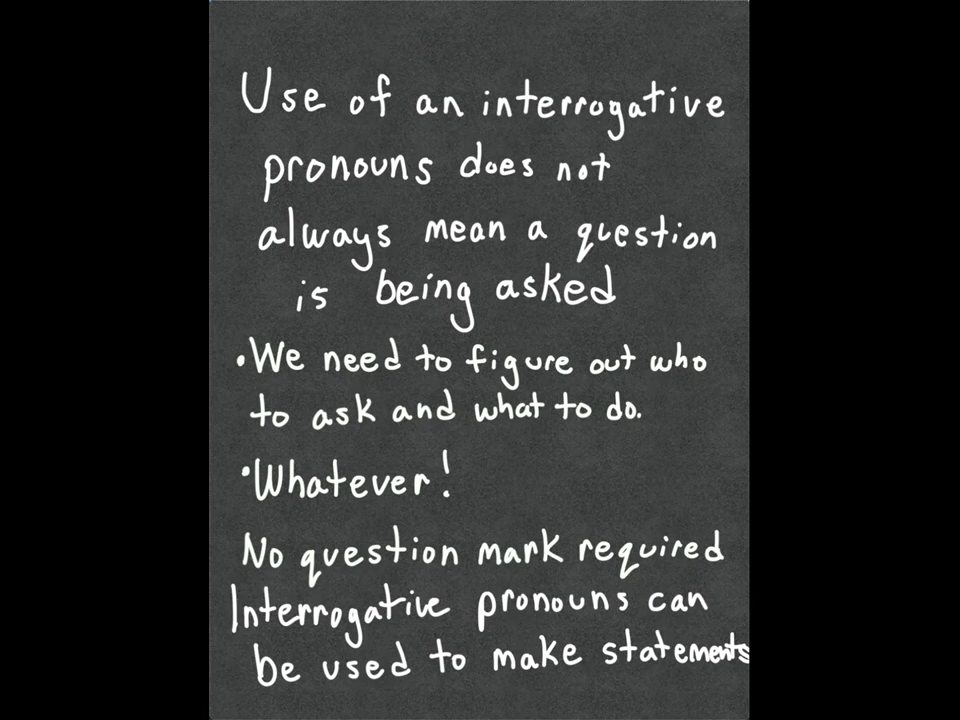 Use of an interrogative
pronouns does not
always mean a question
is being asked
•We need to figure out who
to ask and what to do.
•Whatever!
No question mark required
Interrogative pronouns can
be used to make statements